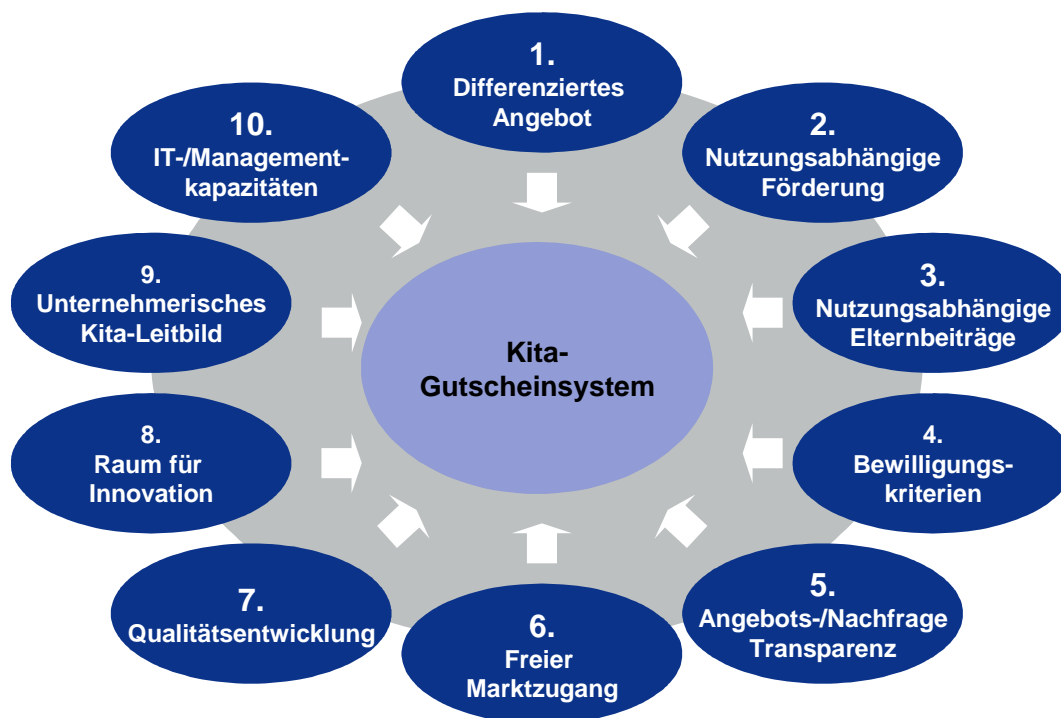 1.
Differenziertes
Angebot
2.
Nutzungsabhängige
Förderung
3.
Nutzungsabhängige
Elternbeiträge
4.
Bewilligungs-
kriterien
5.
Angebots-/Nachfrage
Transparenz
6.
Freier
Marktzugang
7.
Qualitätsentwicklung
8.
Raum für
Innovation
9.
Unternehmerisches
Kita-Leitbild
10.
IT-/Management-
kapazitäten
Kita-
Gutscheinsystem